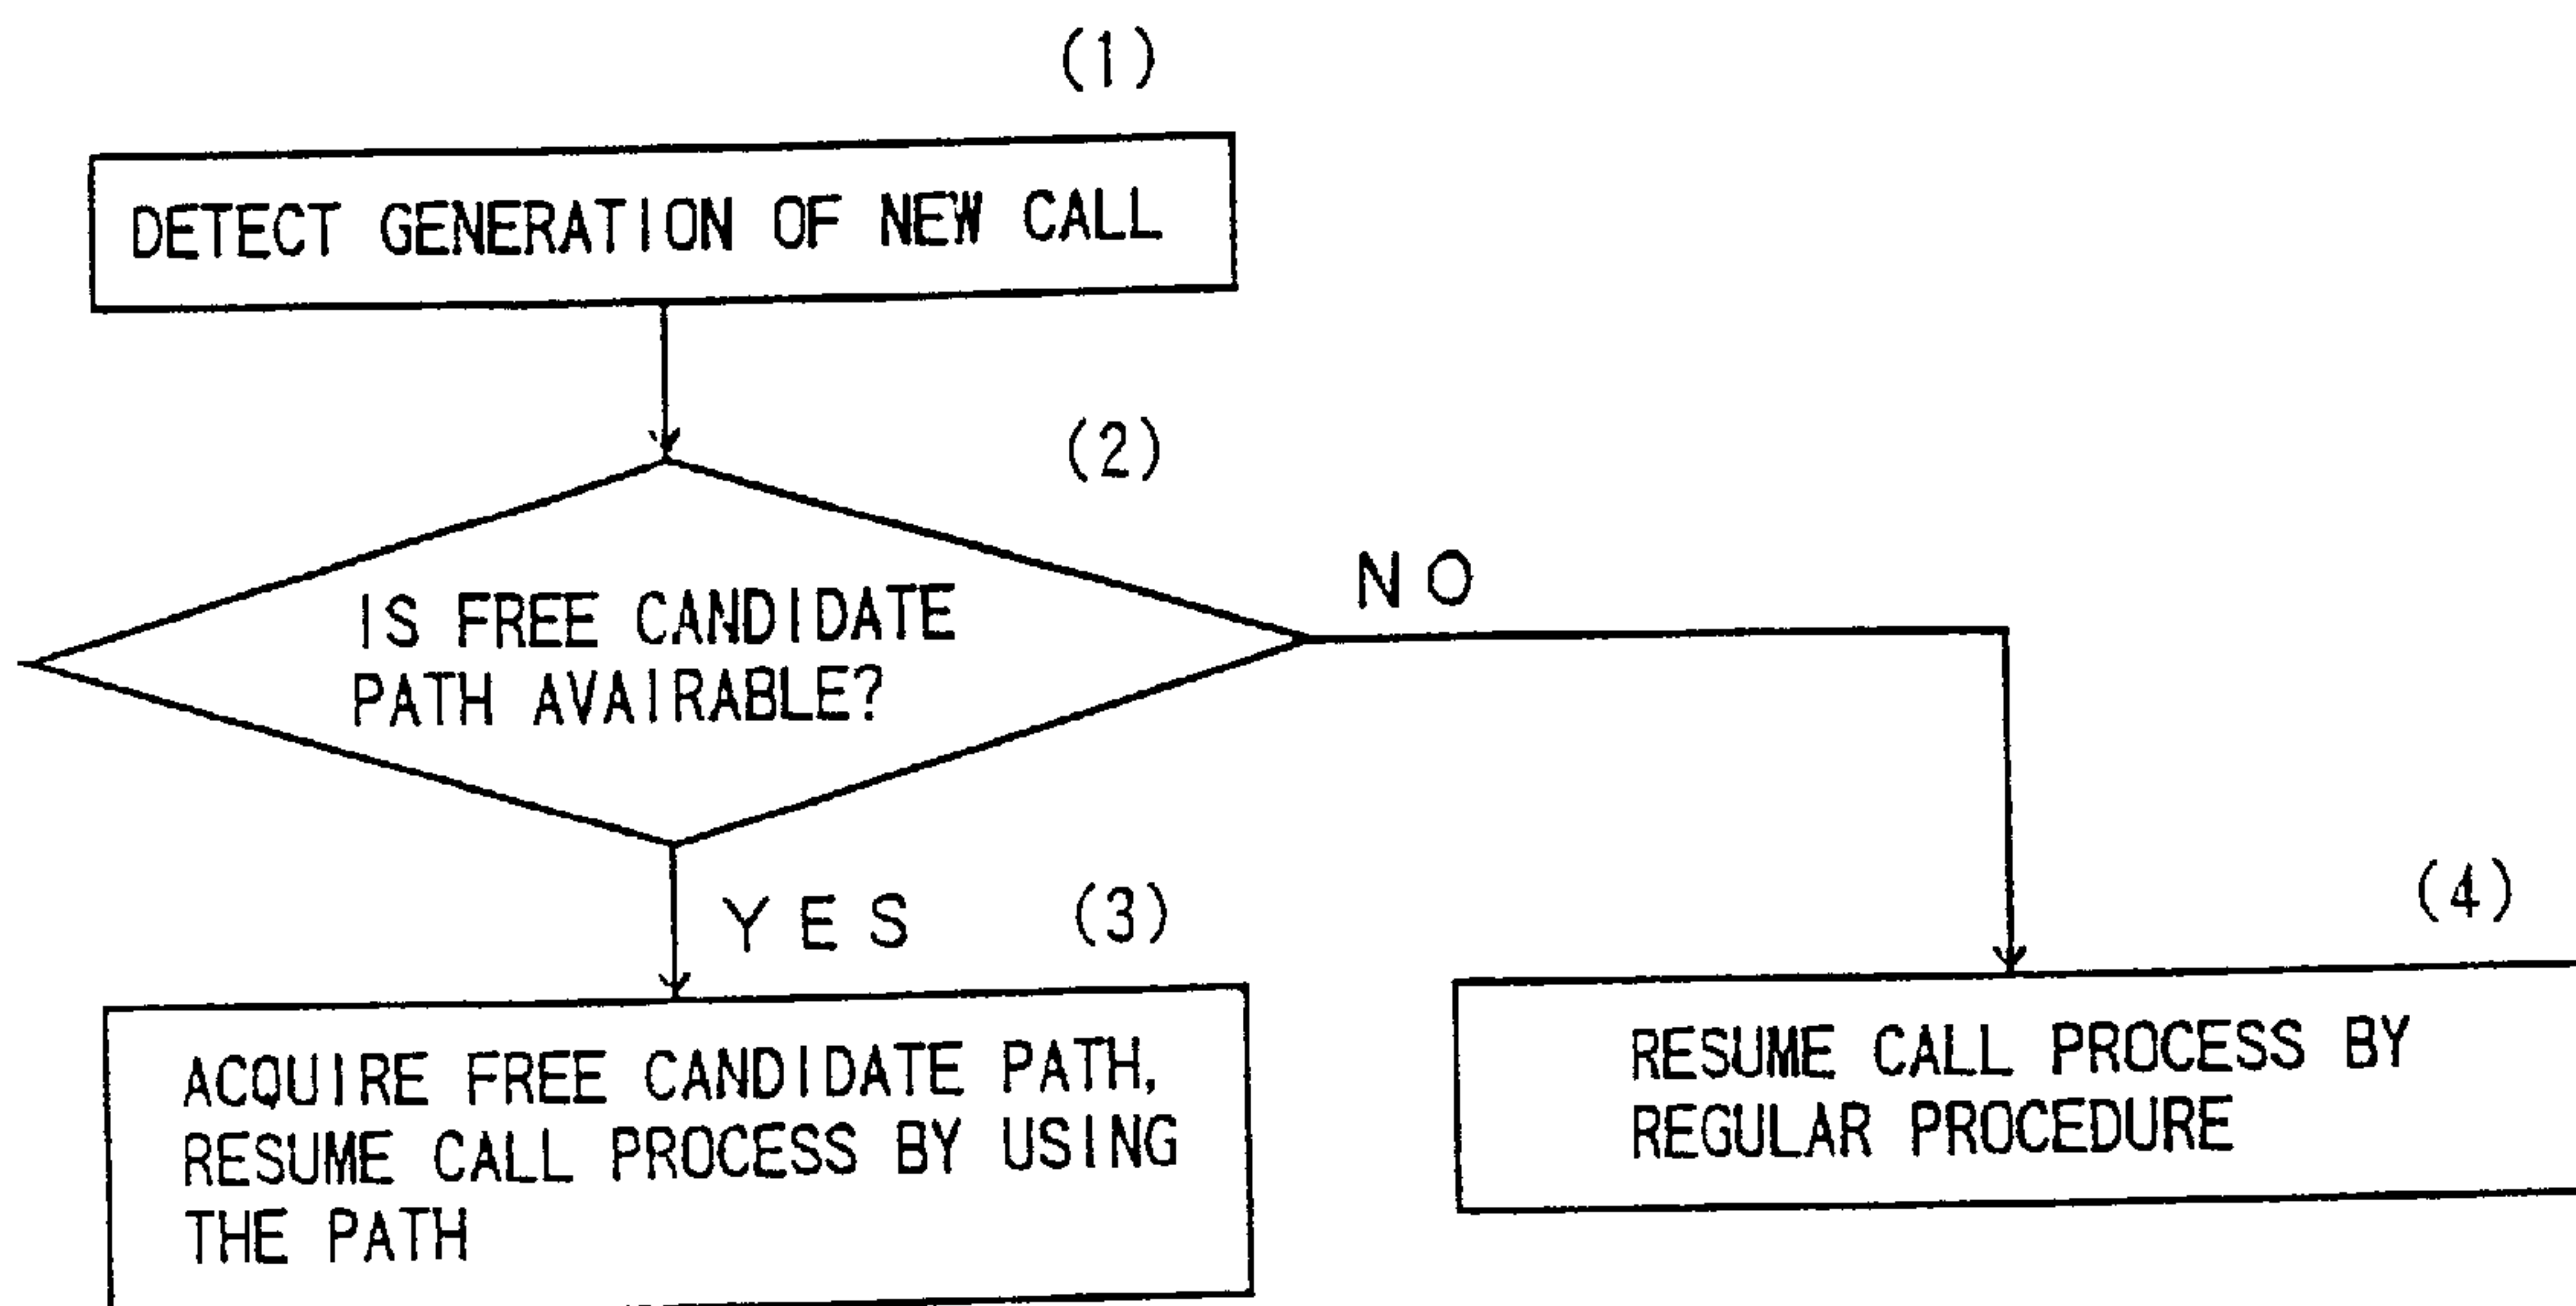 (1)
DETECT GENERATION OF NEW CALL
(2)
IS FREE CANDIDATE
PATH AVAIRABLE?
NO
YES
(3)
ACQUIRE FREE CANDIDATE PATH,
RESUME CALL PROCESS BY USING
THE PATH
(4)
RESUME CALL PROCESS BY
REGULAR PROCEDURE